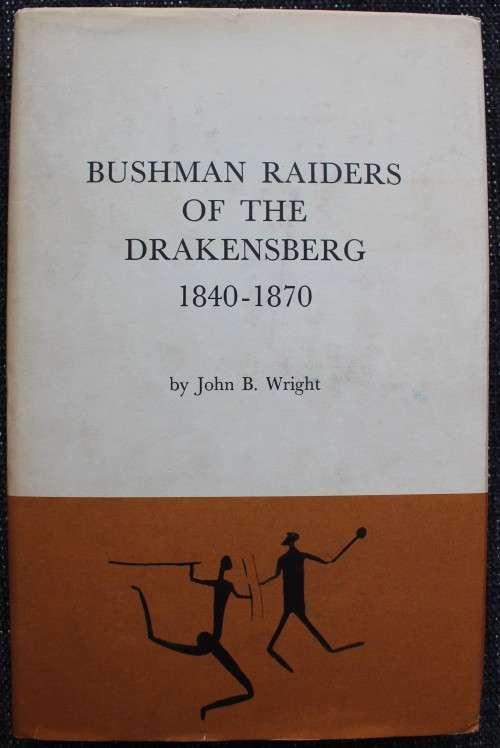 BUSHMAN RAIDERS
OF THE
DRAKENSBERG
1840-1870
by John B. Wright